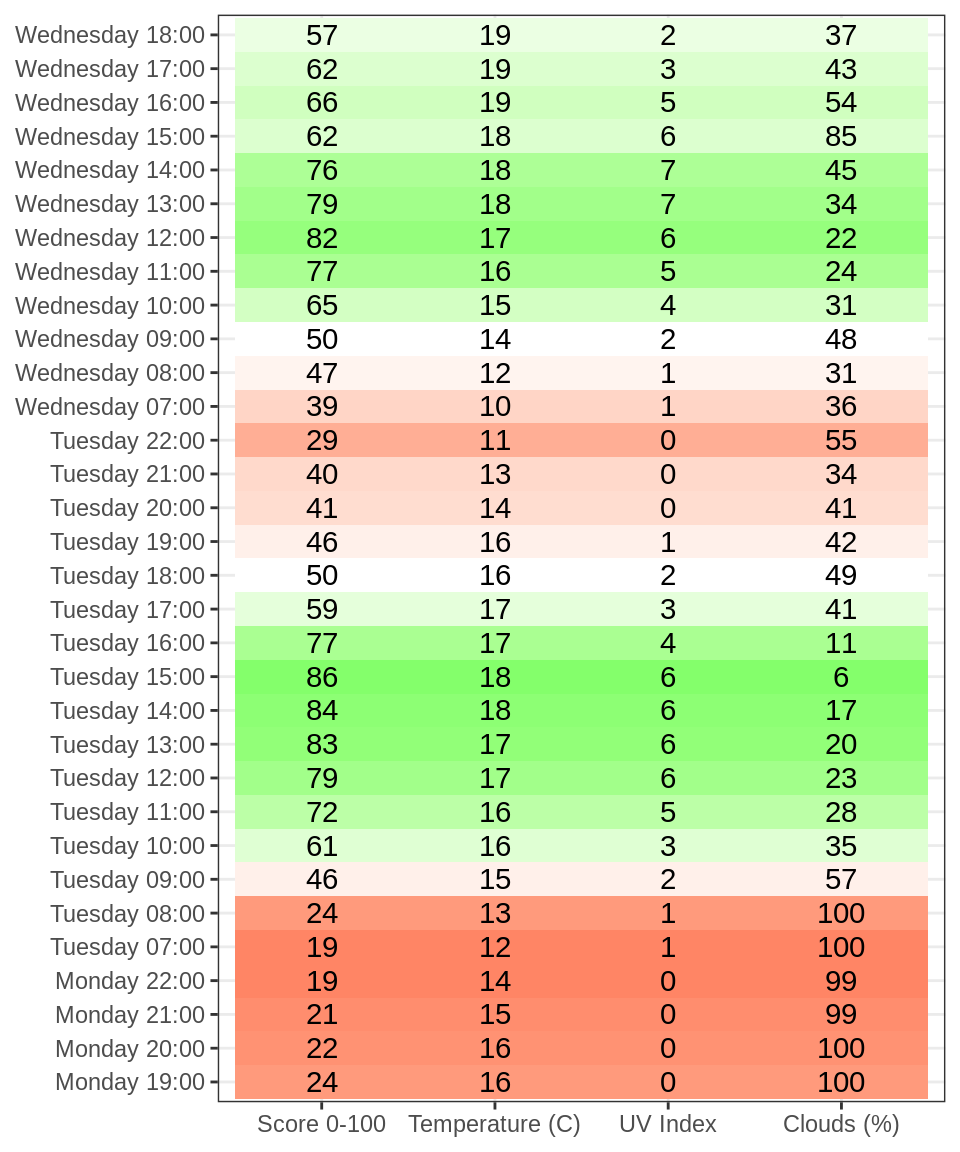 Wednesday 18:00 57 19 2 37
Wednesday 17:00 62 19 3 43
Wednesday 16:00 66 19 5 54
Wednesday 15:00 62 18 6 85
Wednesday 14:00 76 18 7 45
Wednesday 13:00 79 18 7 34
Wednesday 12:00 82 17 6 22
Wednesday 11:00 77 16 5 24
Wednesday 10:00 65 15 4 31
Wednesday 09:00 50 14 2 48
Wednesday 08:00 47 12 1 31
Wednesday 07:00 39 10 1 36
Tuesday 22:00 29 11 0 55
Tuesday 21:00 40 13 0 34
Tuesday 20:00 41 14 0 41
Tuesday 19:00 46 16 1 42
Tuesday 18:00 50 16 2 49
Tuesday 17:00 59 17 3 41
Tuesday 16:00 77 17 4 11
Tuesday 15:00 86 18 6 6
Tuesday 14:00 84 18 6 17
Tuesday 13:00 83 17 6 20
Tuesday 12:00 79 17 6 23
Tuesday 11:00 72 16 5 28
Tuesday 10:00 61 16 3 35
Tuesday 09:00 46 15 2 57
Tuesday 08:00 24 13 1 100
Tuesday 07:00 19 12 1 100
Monday 22:00 19 14 0 99
Monday 21:00 21 15 0 99
Monday 20:00 22 16 0 100
Monday 19:00 24 16 0 100
Score 0-100 Temperature (C) UV Index Clouds (%)